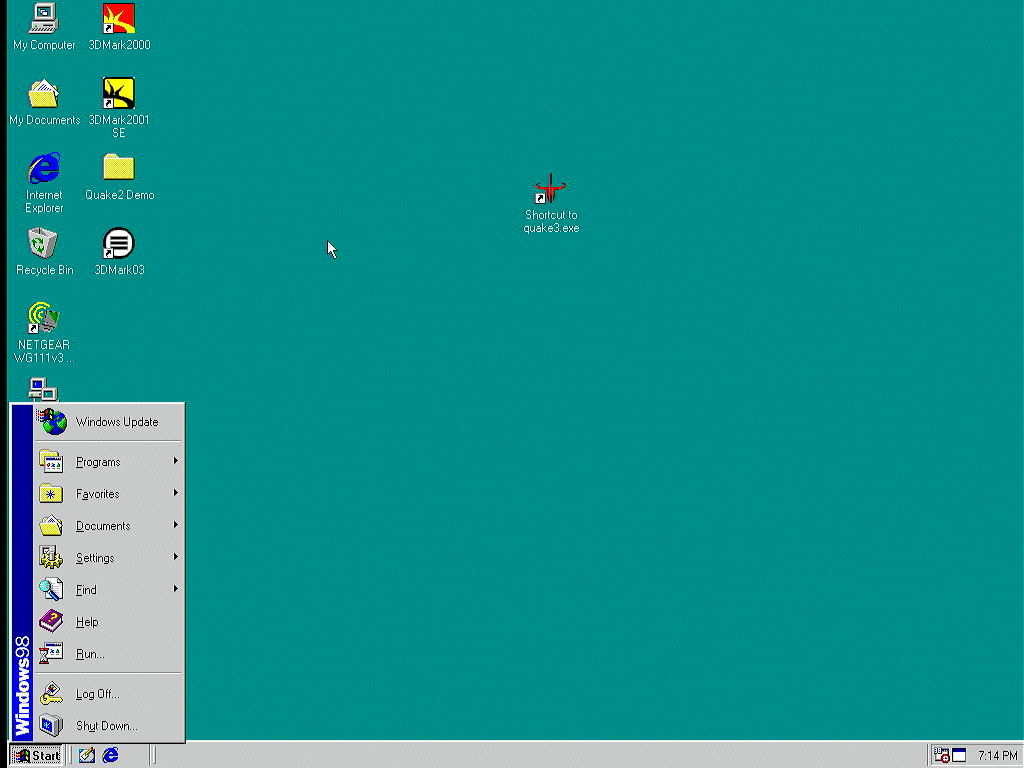 My Computer
3DMark2000
My Documents
3DMark2001
SE
Internet
Explorer
Quake2 Demo
Shortcut to
quake3.exe
Recycle Bin
3DMark03
NETGEAR
WG111v3...
Windows Update
Programs
Favorites
Documents
Settings
Find
Help
Run...
Log Off...
Shut Down...
Windows98
Start
7:14 PM